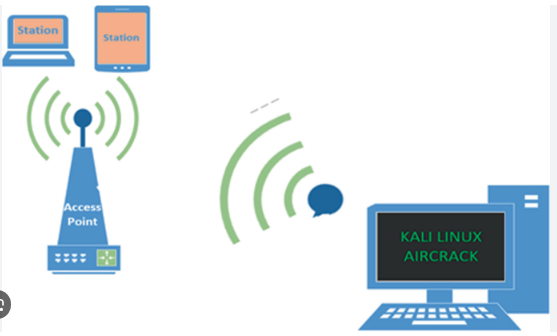 Station
Station
Access
Point
KALI LINUX
AIRCRACK